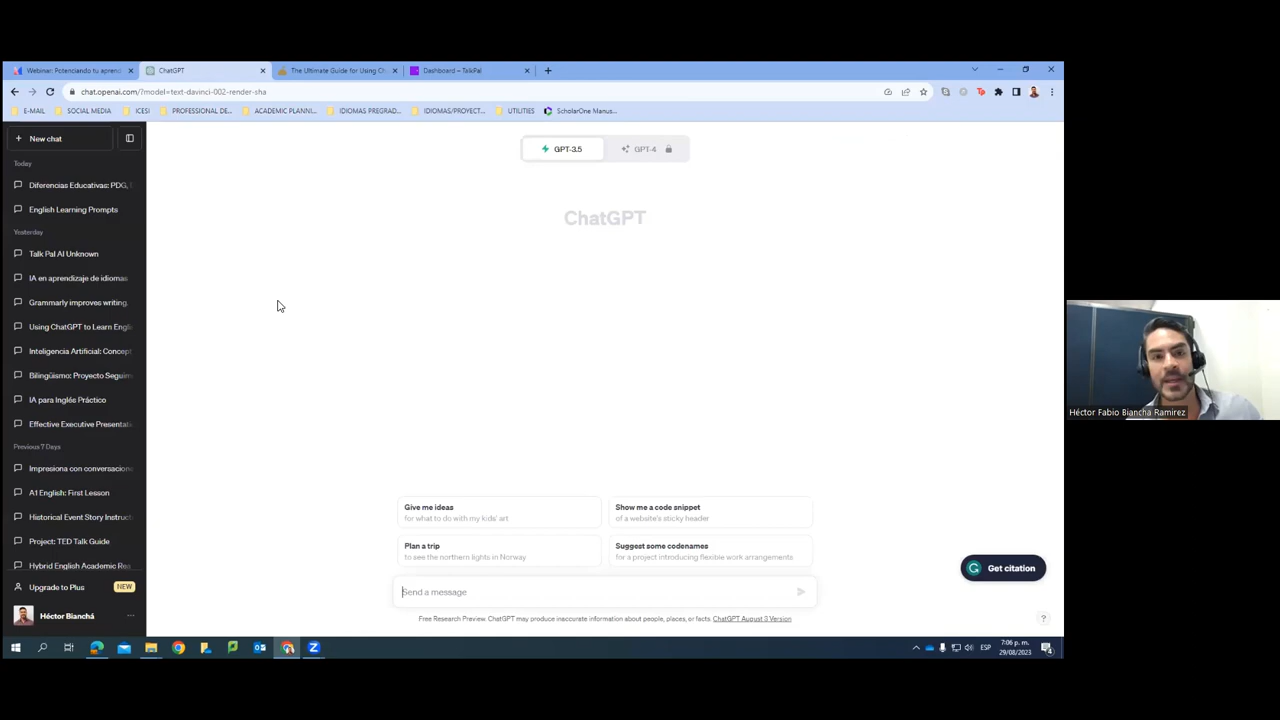 Webinar: Potenciando tu aprend
ChatGPT
The Ultimate Guide for Using Ch
Dashboard – TalkPal
chat.openai.com/?model=text-davinci-002-render-sha
E-MAIL
SOCIAL MEDIA
ICESI
PROFESSIONAL DE...
ACADEMIC PLANNI...
IDIOMAS PREGRAD...
IDIOMAS/PROYECT...
UTILITIES
ScholarOne Manus...
New chat
Today
Diferencias Educativas: PDG,
English Learning Prompts
Yesterday
Talk Pal AI Unknown
IA en aprendizaje de idiomas
Grammarly improves writing.
Using ChatGPT to Learn Engli
Inteligencia Artificial: Concept
Bilingüismo: Proyecto Seguim
IA para Inglés Práctico
Effective Executive Presentati
Previous 7 Days
Impresiona con conversacion
A1 English: First Lesson
Historical Event Story Instruct
Project: TED Talk Guide
Hybrid English Academic Rea
Upgrade to Plus
NEW
Héctor Bianchá
...
GPT-3.5
GPT-4
ChatGPT
Give me ideas
for what to do with my kids' art
Show me a code snippet
of a website's sticky header
Plan a trip
to see the northern lights in Norway
Suggest some codenames
for a project introducing flexible work arrangements
Send a message
Free Research Preview. ChatGPT may produce inaccurate information about people, places, or facts. ChatGPT August 3 Version
Get citation
?
Héctor Fabio Biancha Ramirez
ESP
7:06 p. m.
29/08/2023
4